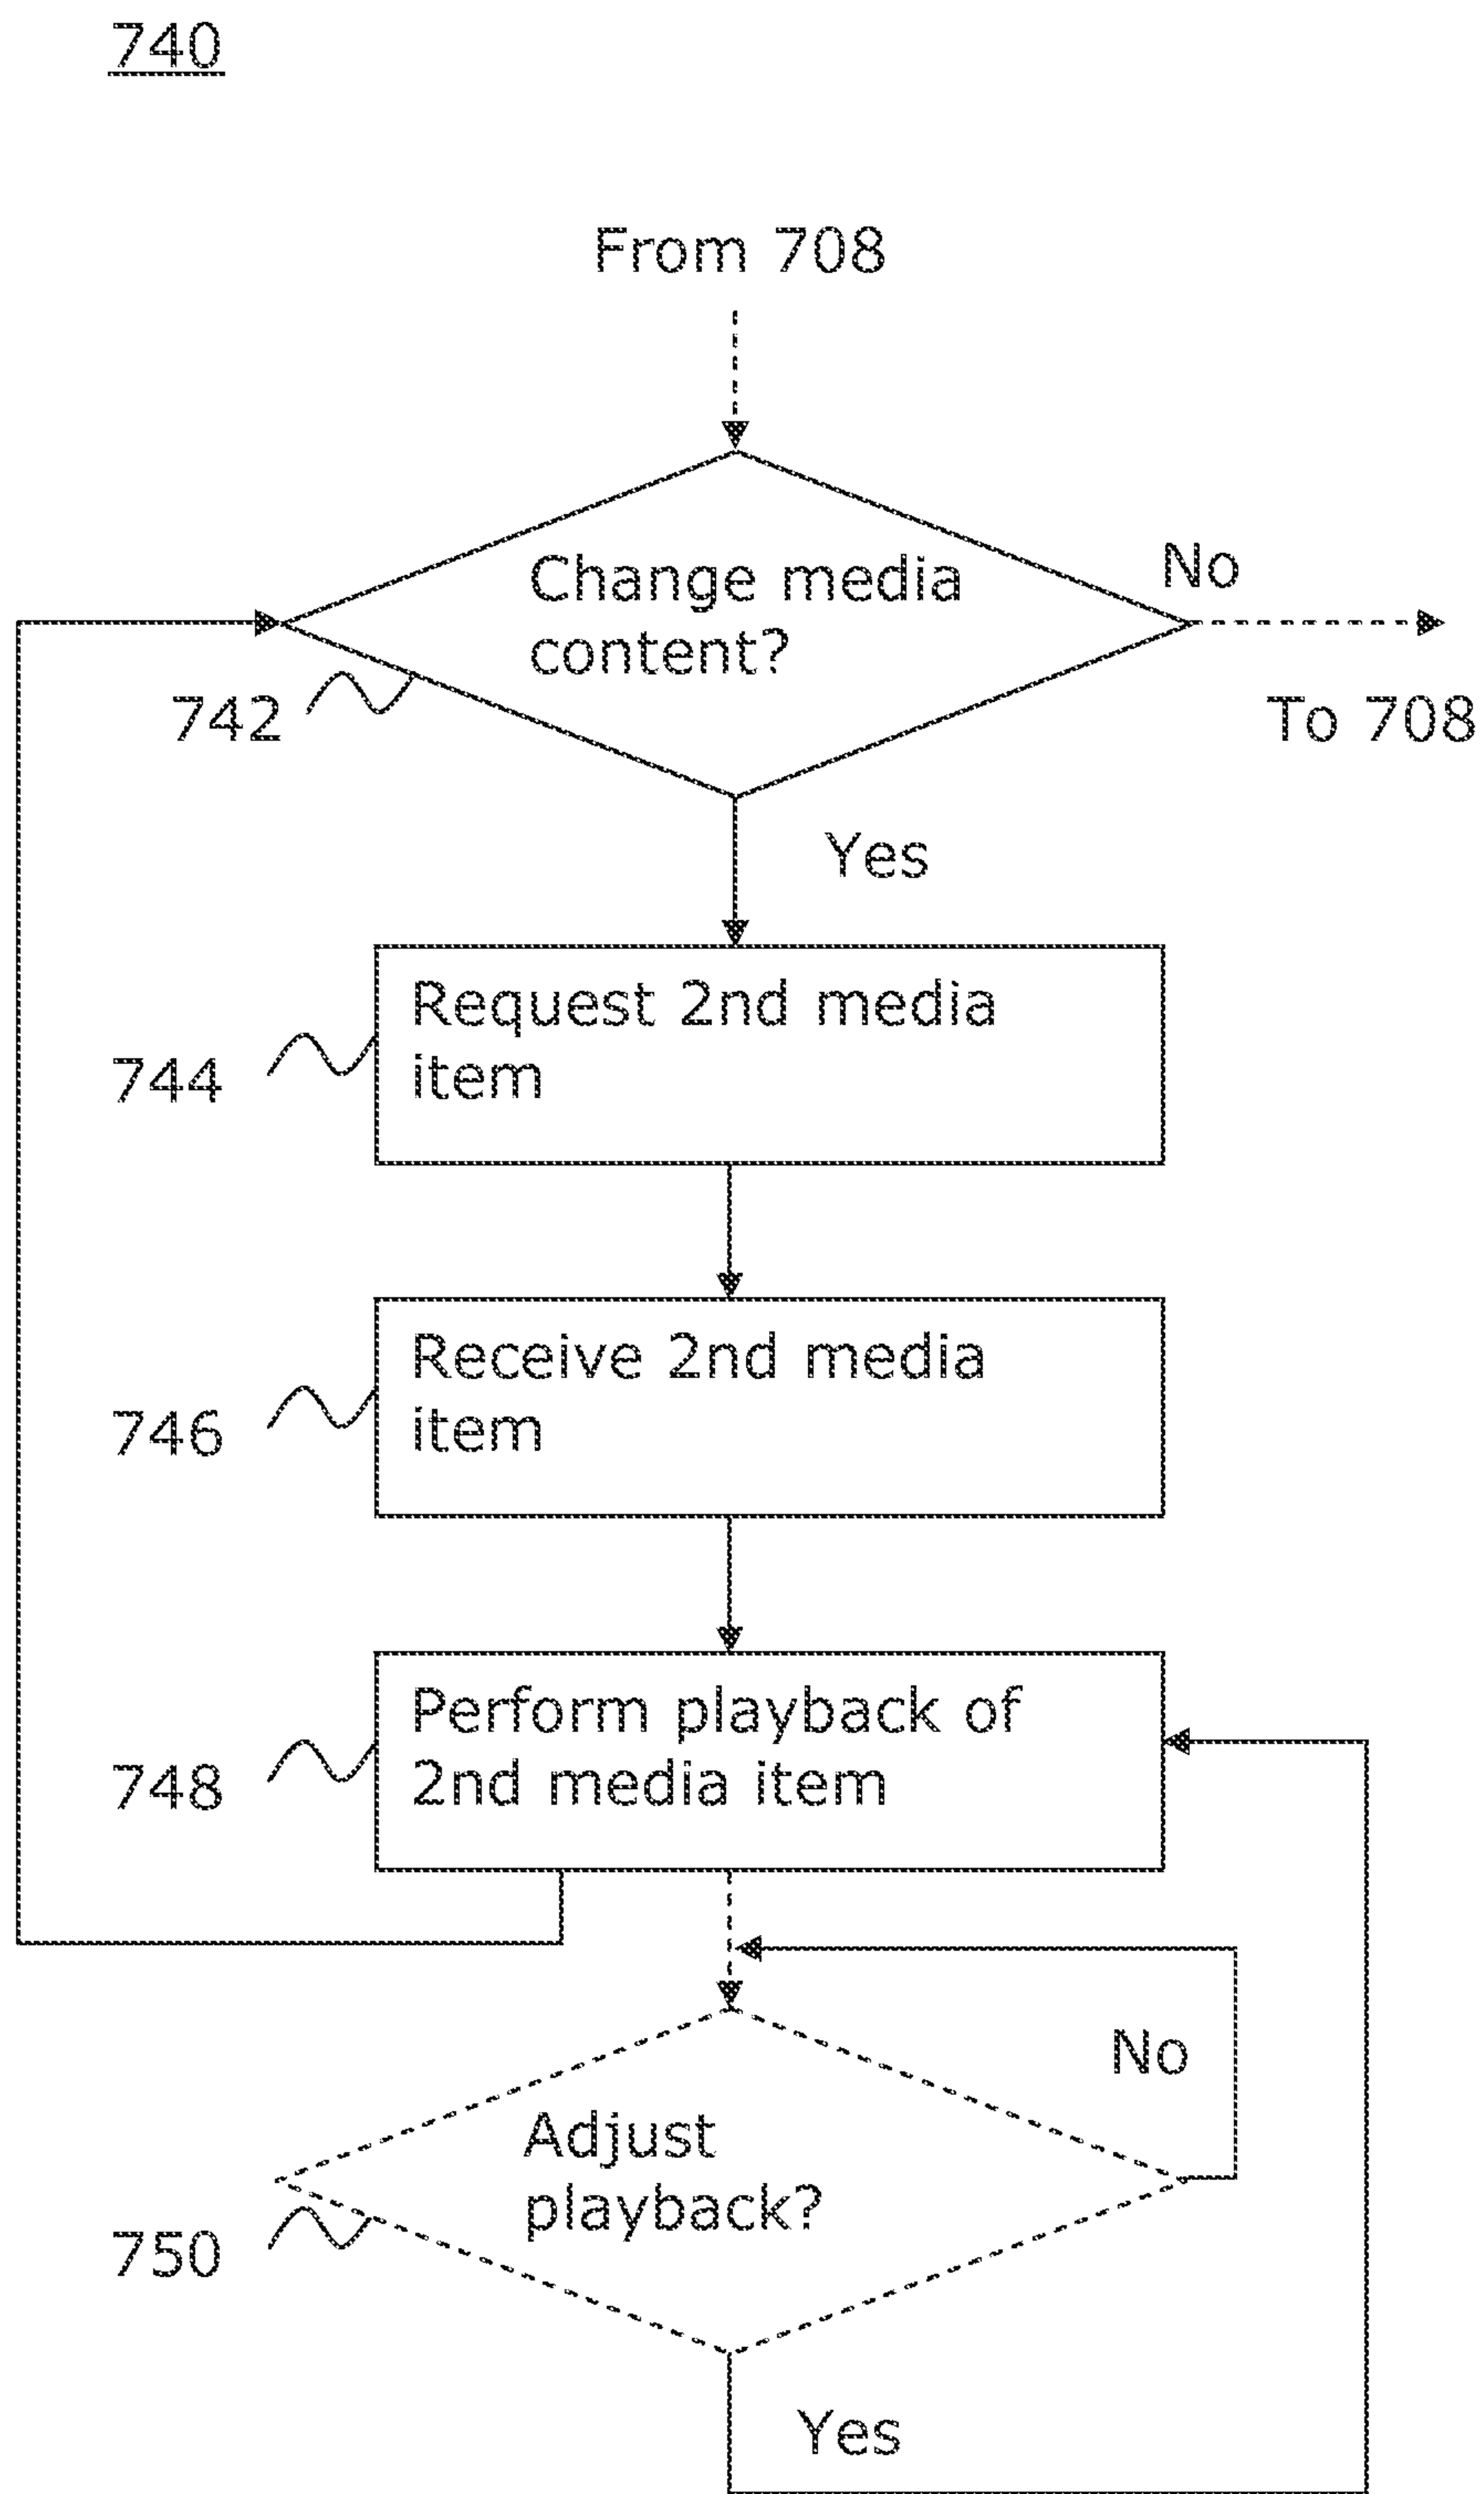 740
From 708
Change media
content?
No
742
To 708
Yes
Request 2nd media
item
744
Receive 2nd media
item
746
Perform playback of
2nd media item
748
No
Adjust
playback?
750
Yes